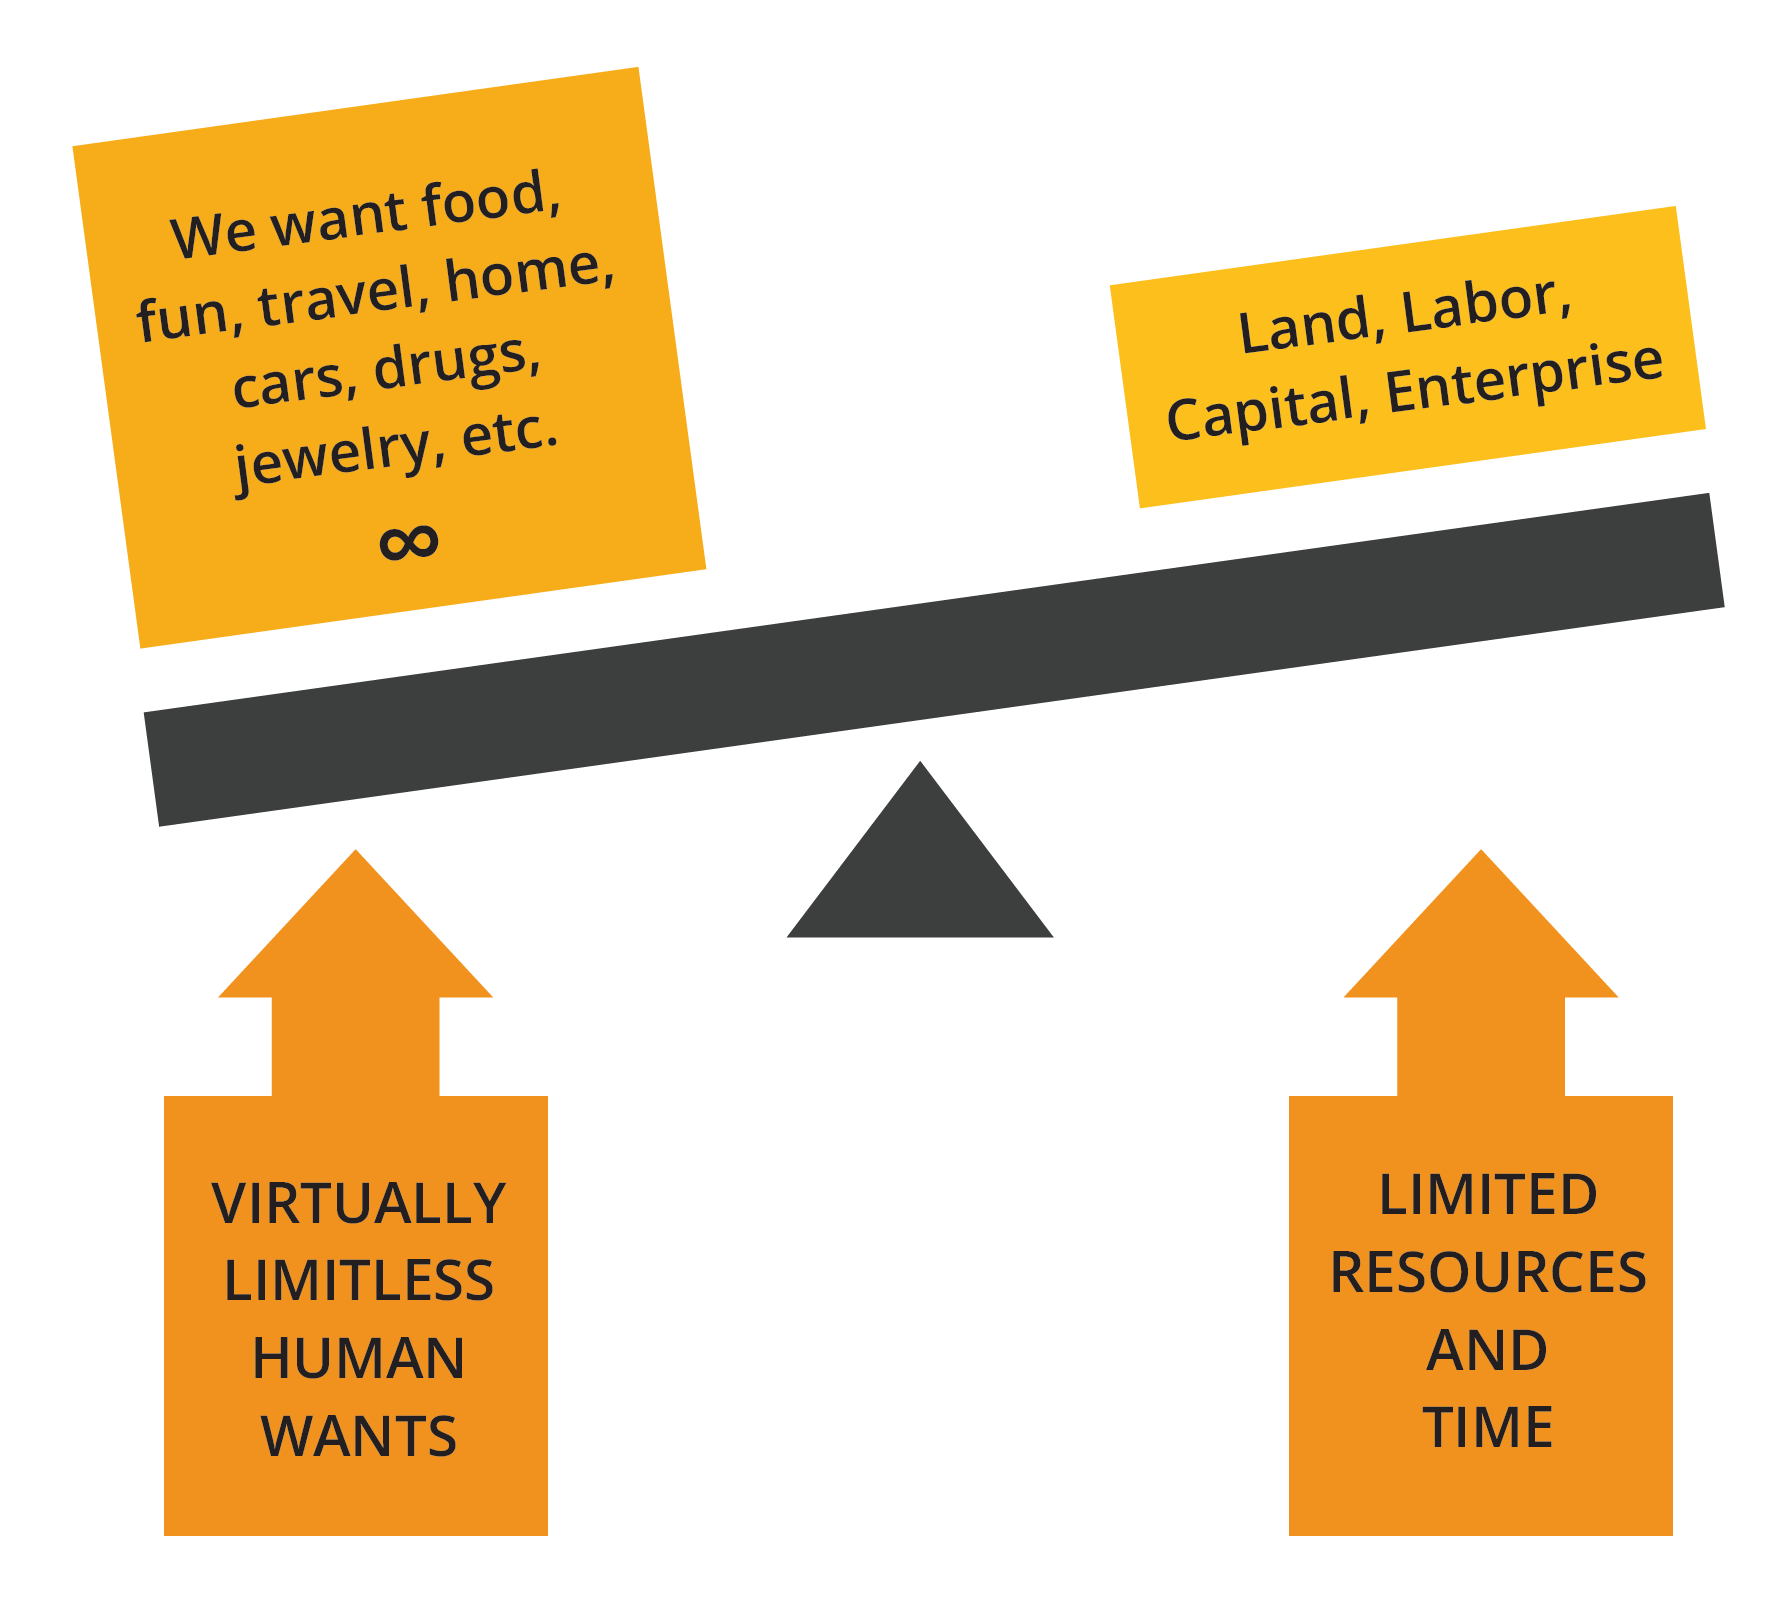 We want food,
fun, travel, home,
cars, drugs,
jewelry, etc.
∞
Land, Labor,
Capital, Enterprise
VIRTUALLY
LIMITLESS
HUMAN
WANTS
LIMITED
RESOURCES
AND
TIME